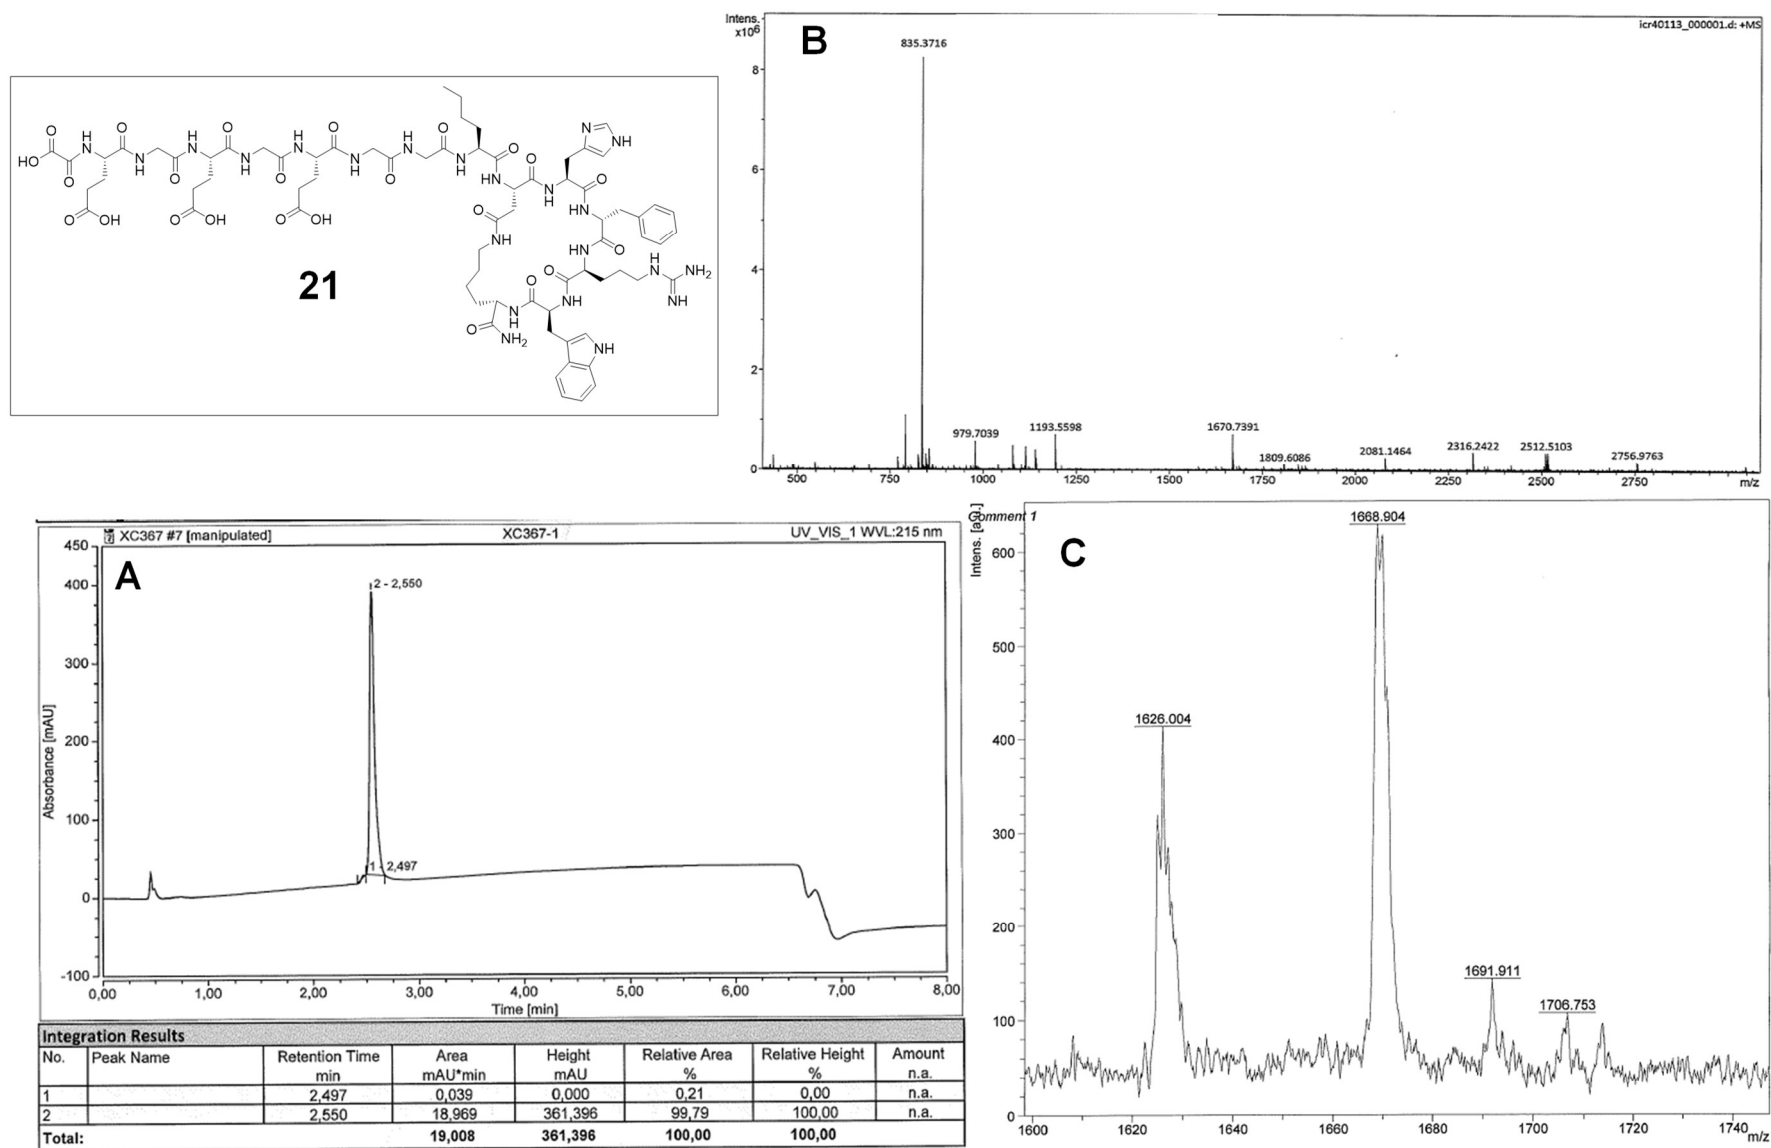 B
Intens.
x10⁶
icr40113_000001.d: +MS
835.3716
8
6
4
2
0
979.7039
1193.5598
1670.7391
1809.6086
2081.1464
2316.2422
2512.5103
2756.9763
500
750
1000
1250
1500
1750
2000
2250
2500
2750
m/z
O
HO
O
H
N
O
N
H
O
H
N
O
N
H
O
H
N
O
N
H
O
H
N
O
N
H
O
HN
O
N
H
N
NH
O
HN
O
HN
O
O
NH
O
NH
H
N
NH₂
NH
O
N
H
O
NH₂
NH
O
OH
O
OH
O
OH
21
A
XC367 #7 [manipulated]
XC367-1
UV_VIS_1 WVL:215 nm
450
400
300
200
100
0
-100
Absorbance [mAU]
2 - 2,550
1 - 2,497
0,00
1,00
2,00
3,00
4,00
5,00
6,00
7,00
8,00
Time [min]
Integration Results
No. Peak Name Retention Time Area Height Relative Area Relative Height Amount
min mAU*min mAU % % n.a.
1 2,497 0,039 0,000 0,21 0,00 n.a.
2 2,550 18,969 361,396 99,79 100,00 n.a.
Total: 19,008 361,396 100,00 100,00
C
Comment 1
Intens. [a.u.]
600
500
400
300
200
100
0
1626.004
1668.904
1691.911
1706.753
1600
1620
1640
1660
1680
1700
1720
1740
m/z